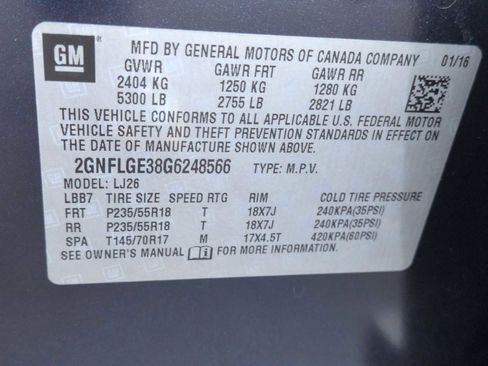 GM
MFD BY GENERAL MOTORS OF CANADA COMPANY 01/16
GVWR GAWR FRT GAWR RR
2404 KG 1250 KG 1280 KG
5300 LB 2755 LB 2821 LB
THIS VEHICLE CONFORMS TO ALL APPLICABLE U.S. FEDERAL MOTOR
VEHICLE SAFETY AND THEFT PREVENTION STANDARDS IN EFFECT ON
THE DATE OF MANUFACTURE SHOWN ABOVE.
2GNFLGE38G6248566 TYPE: M.P.V.
MODEL: LJ26
LBB7 TIRE SIZE SPEED RTG RIM COLD TIRE PRESSURE
FRT P235/55R18 T 18X7J 240KPA(35PSI)
RR P235/55R18 T 18X7J 240KPA(35PSI)
SPA T145/70R17 M 17X4.5T 420KPA(60PSI)
SEE OWNER'S MANUAL FOR ADDITIONAL INFORMATION.